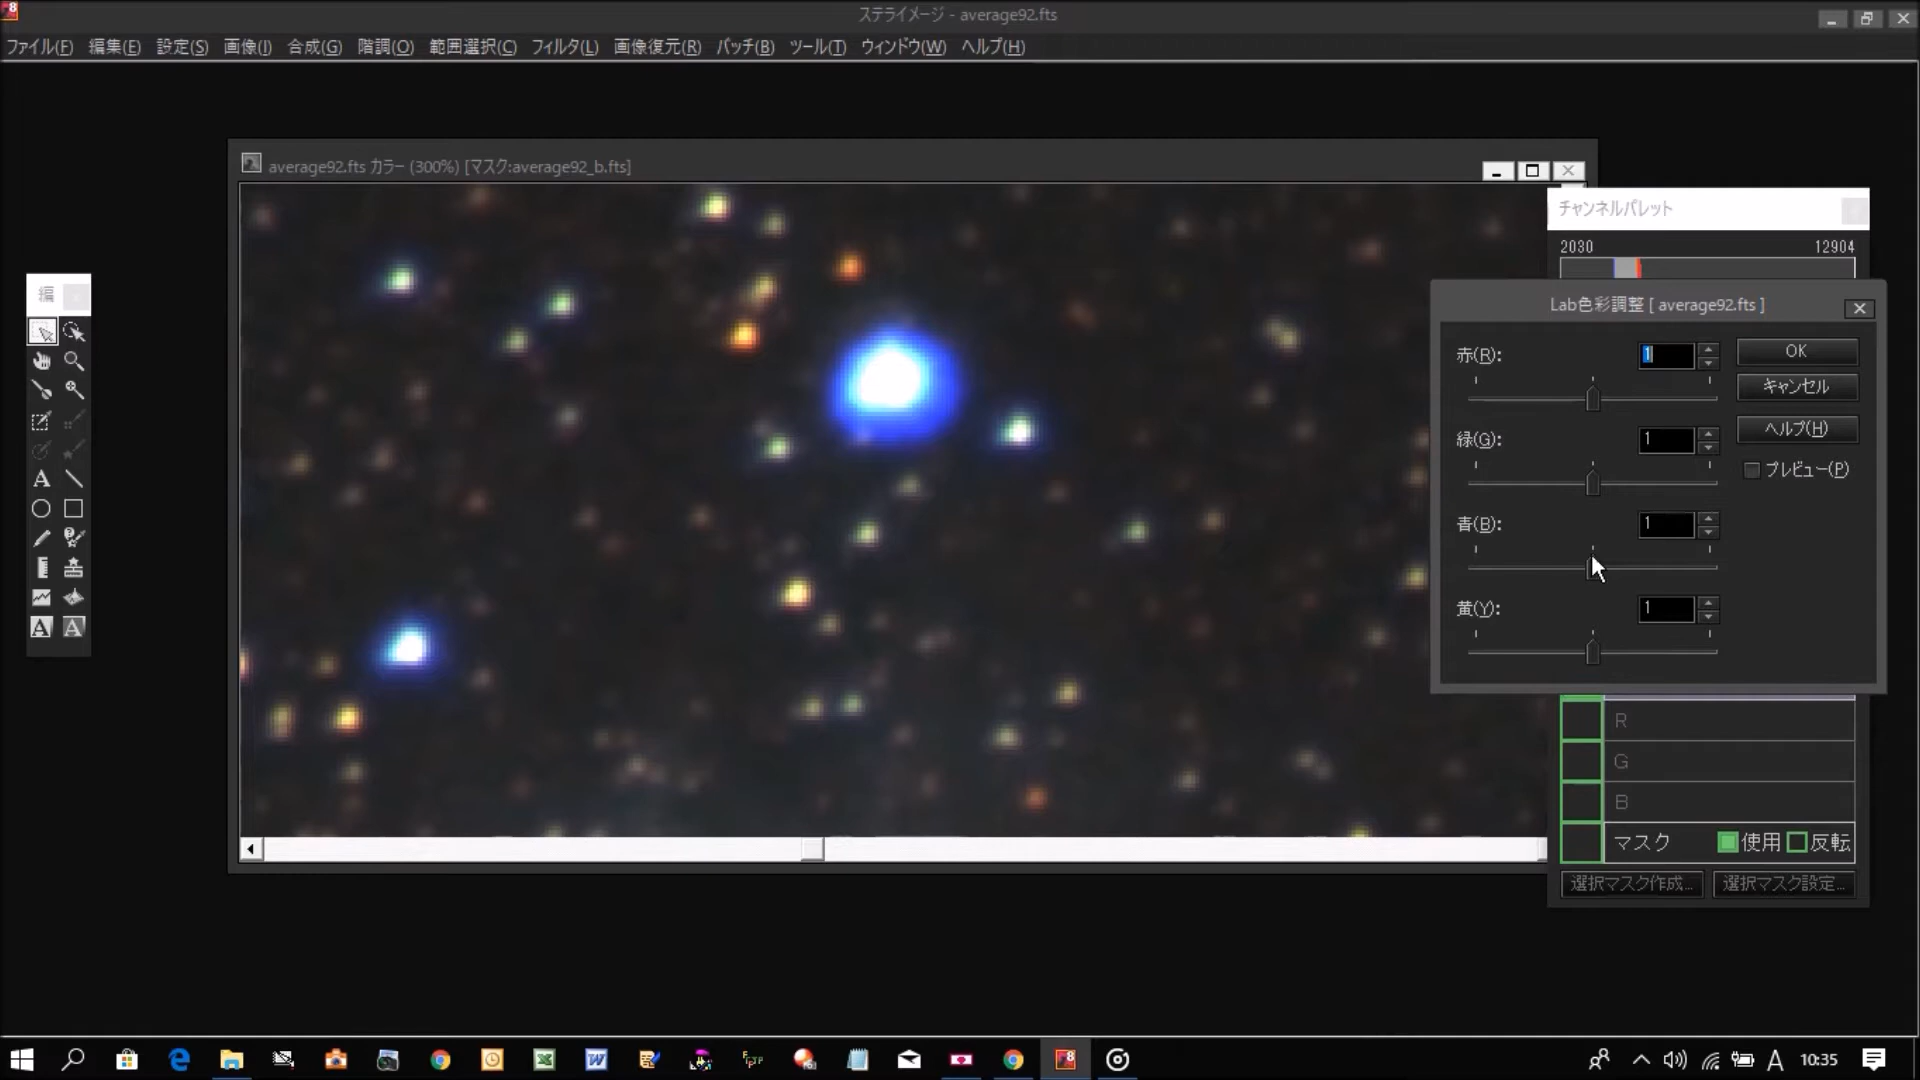 ステライメージ - average92.fts
ファイル(F) 編集(E) 設定(S) 画像(I) 合成(G) 階調(O) 範囲選択(C) フィルタ(L) 画像復元(R) バッチ(B) ツール(T) ウィンドウ(W) ヘルプ(H)
average92.fts カラー (300%) [マスク:average92_b.fts]
編
チャンネルパレット
2030 12904
Lab色彩調整 [ average92.fts ]
赤(R): 1 OK
キャンセル
緑(G): 1 ヘルプ(H)
プレビュー(P)
青(B): 1
黄(Y): 1
R
G
B
マスク 使用 反転
選択マスク作成... 選択マスク設定...
A 10:35